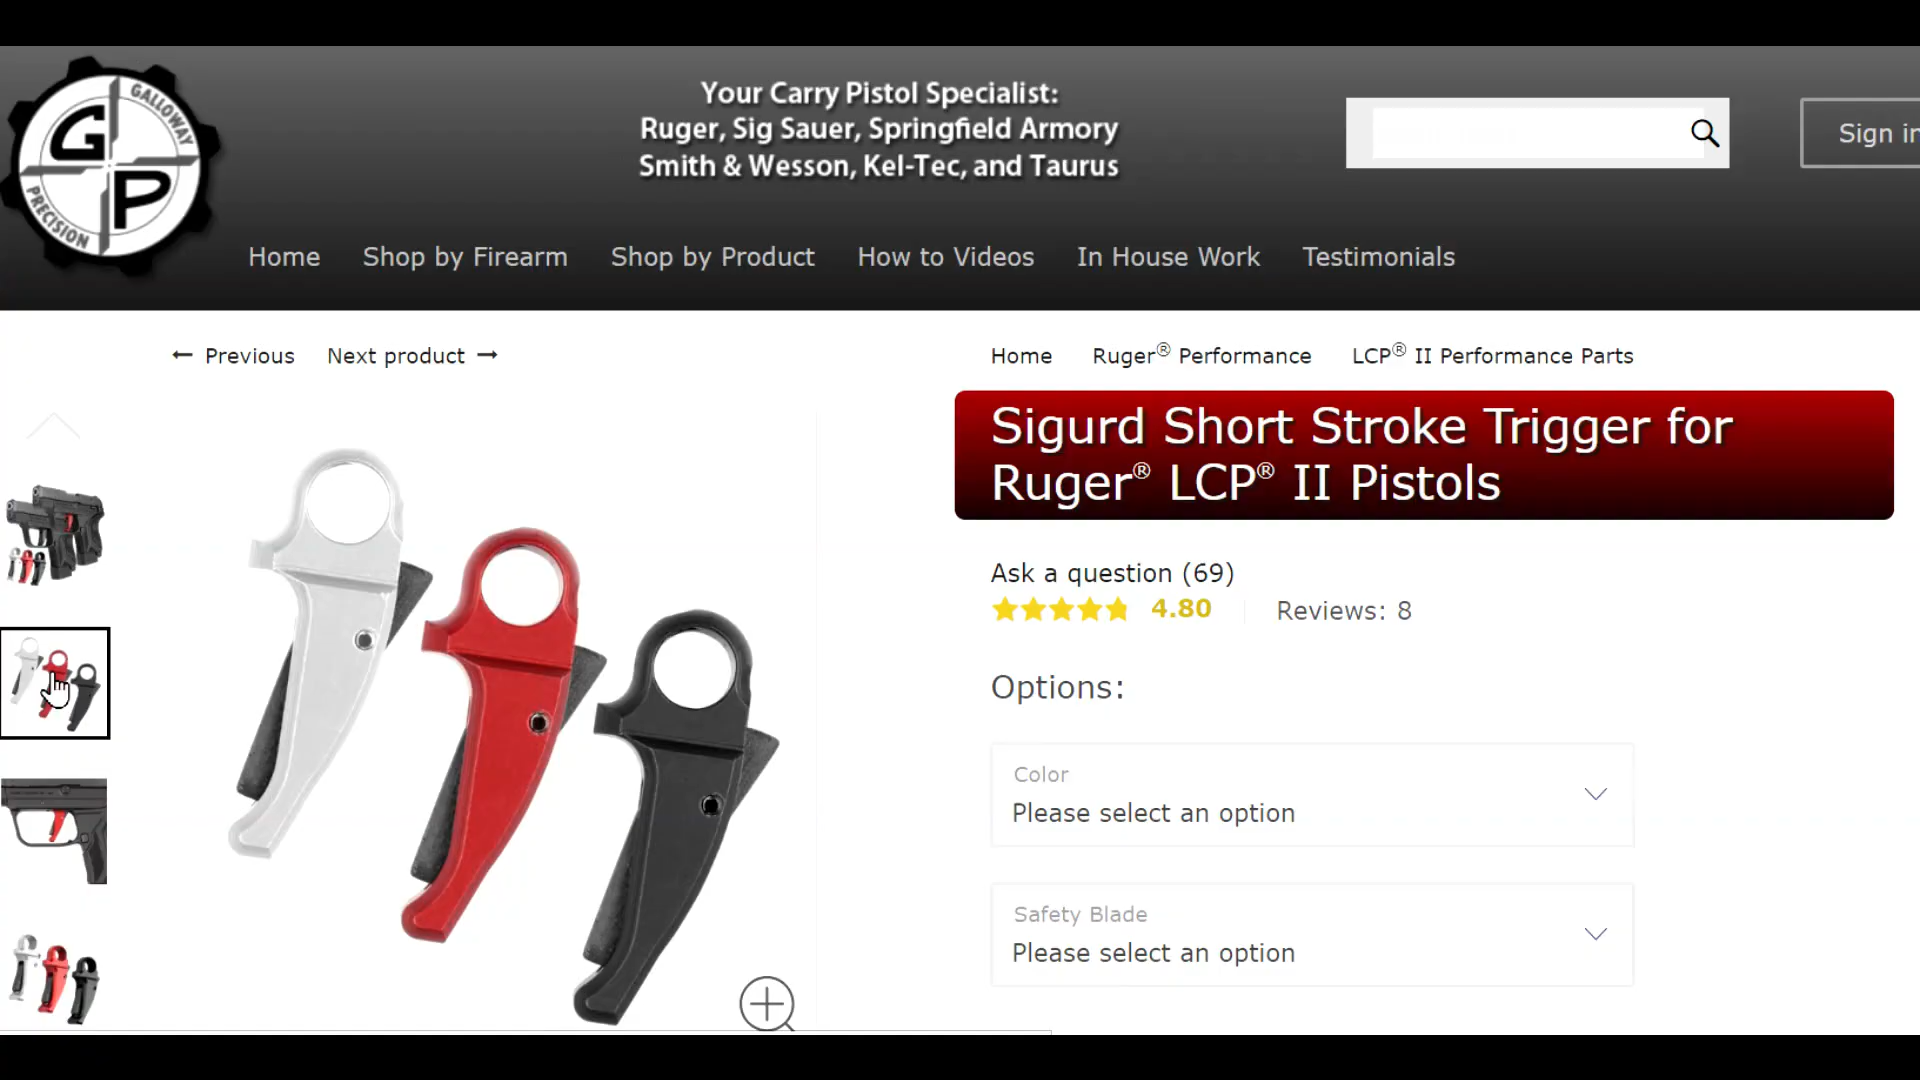 GALLOWAY
G
P
PRECISION
Your Carry Pistol Specialist:
Ruger, Sig Sauer, Springfield Armory
Smith & Wesson, Kel-Tec, and Taurus
Sign in
Home Shop by Firearm Shop by Product How to Videos In House Work Testimonials
← Previous Next product →
Home Ruger® Performance LCP® II Performance Parts
Sigurd Short Stroke Trigger for
Ruger® LCP® II Pistols
Ask a question (69)
4.80 Reviews: 8
Options:
Color
Please select an option
Safety Blade
Please select an option